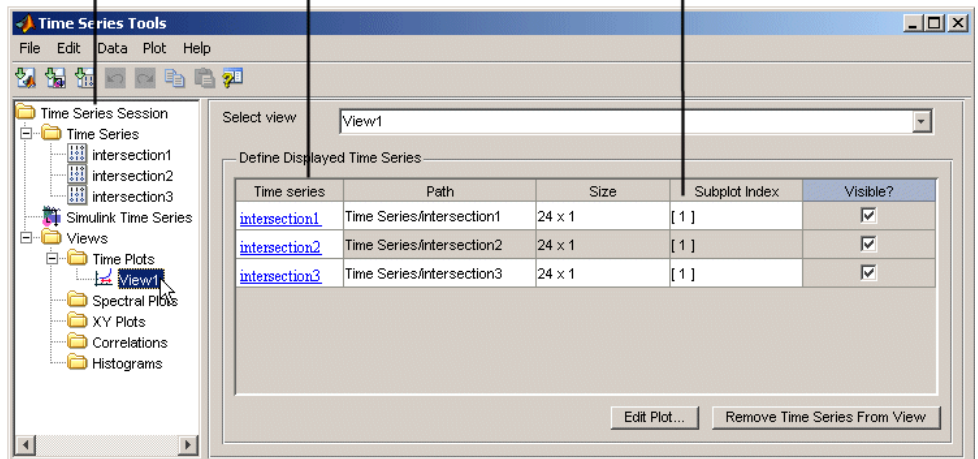 Time Series Tools
File Edit Data Plot Help
Time Series Session
Time Series
intersection1
intersection2
intersection3
Simulink Time Series
Views
Time Plots
View1
Spectral Plots
XY Plots
Correlations
Histograms
Select view View1
Define Displayed Time Series
Time series Path Size Subplot Index Visible?
intersection1 Time Series/intersection1 24 x 1 [ 1 ]
intersection2 Time Series/intersection2 24 x 1 [ 1 ]
intersection3 Time Series/intersection3 24 x 1 [ 1 ]
Edit Plot... Remove Time Series From View